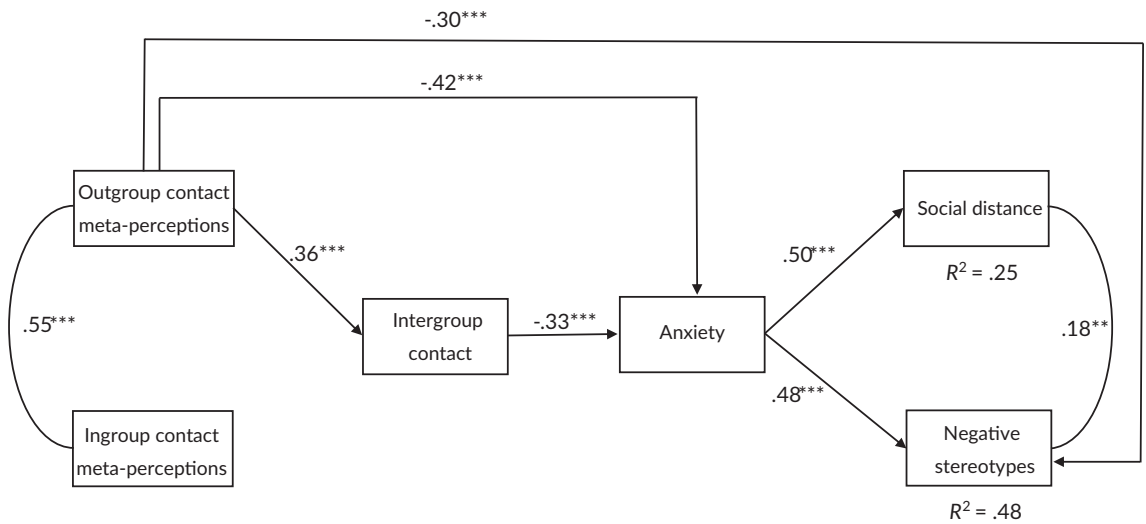 -.30***
-.42***
Outgroup contact
meta-perceptions
Social distance
.36***
.50***
R² = .25
Intergroup
contact
-.33***
Anxiety
.55***
.18**
.48***
Ingroup contact
meta-perceptions
Negative
stereotypes
R² = .48